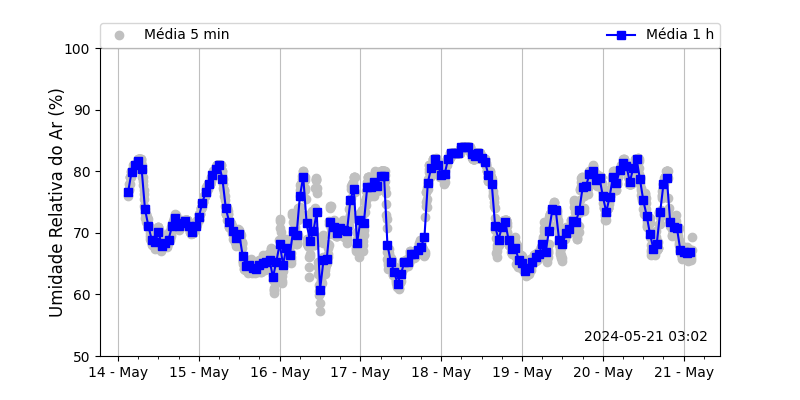 Média 5 min
Média 1 h
Umidade Relativa do Ar (%)
100
90
80
70
60
50
2024-05-21 03:02
14 - May
15 - May
16 - May
17 - May
18 - May
19 - May
20 - May
21 - May